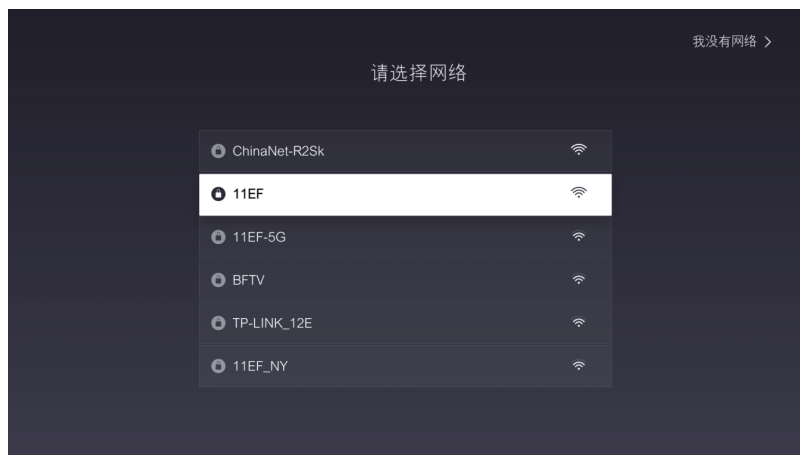 我没有网络
请选择网络
ChinaNet-R2Sk
11EF
11EF-5G
BFTV
TP-LINK_12E
11EF_NY